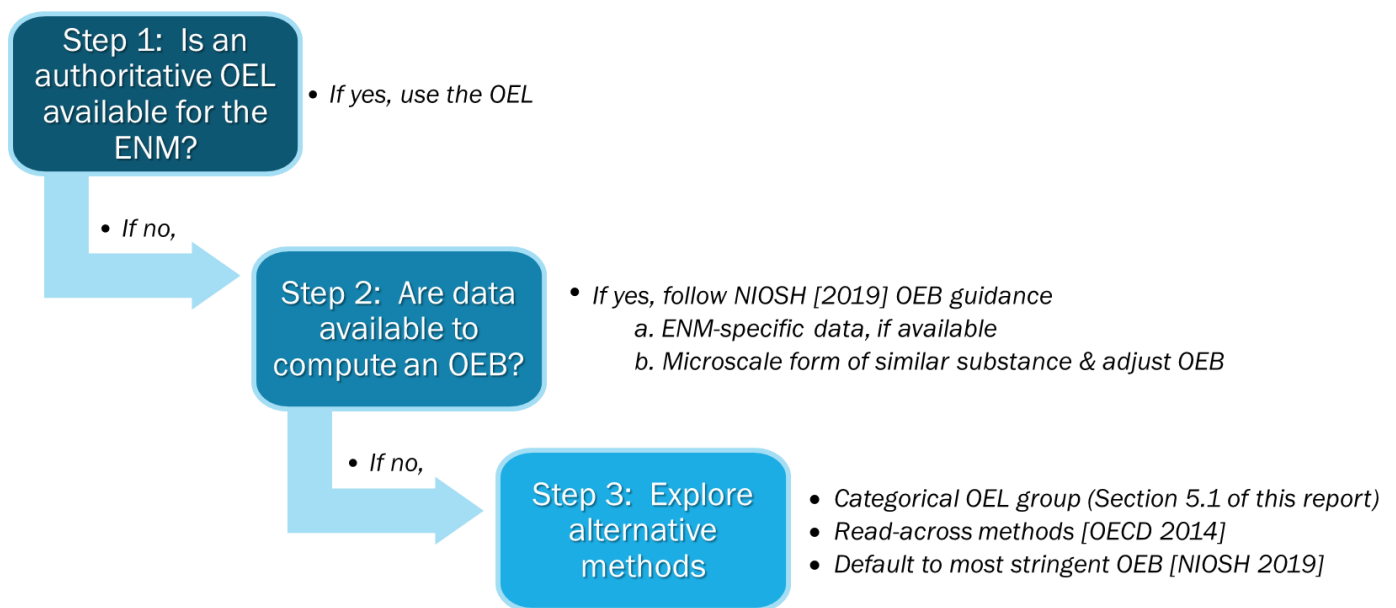 Step 1: Is an
authoritative OEL
available for the
ENM?
• If yes, use the OEL
• If no,
Step 2: Are data
available to
compute an OEB?
• If yes, follow NIOSH [2019] OEB guidance
a. ENM-specific data, if available
b. Microscale form of similar substance & adjust OEB
• If no,
Step 3: Explore
alternative
methods
• Categorical OEL group (Section 5.1 of this report)
• Read-across methods [OECD 2014]
• Default to most stringent OEB [NIOSH 2019]